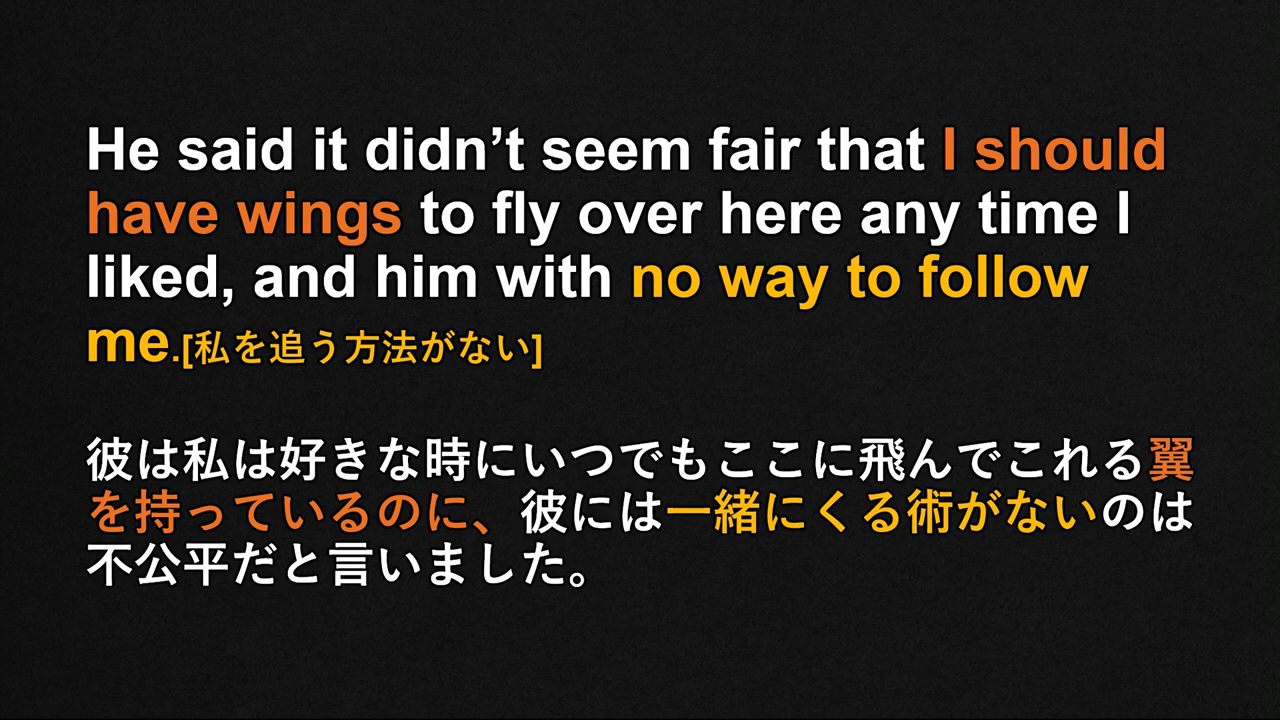 He said it didn’t seem fair that I should
have wings to fly over here any time I
liked, and him with no way to follow
me.[私を追う方法がない]
彼は私は好きな時にいつでもここに飛んでこれる翼
を持っているのに、彼には一緒にくる術がないのは
不公平だと言いました。